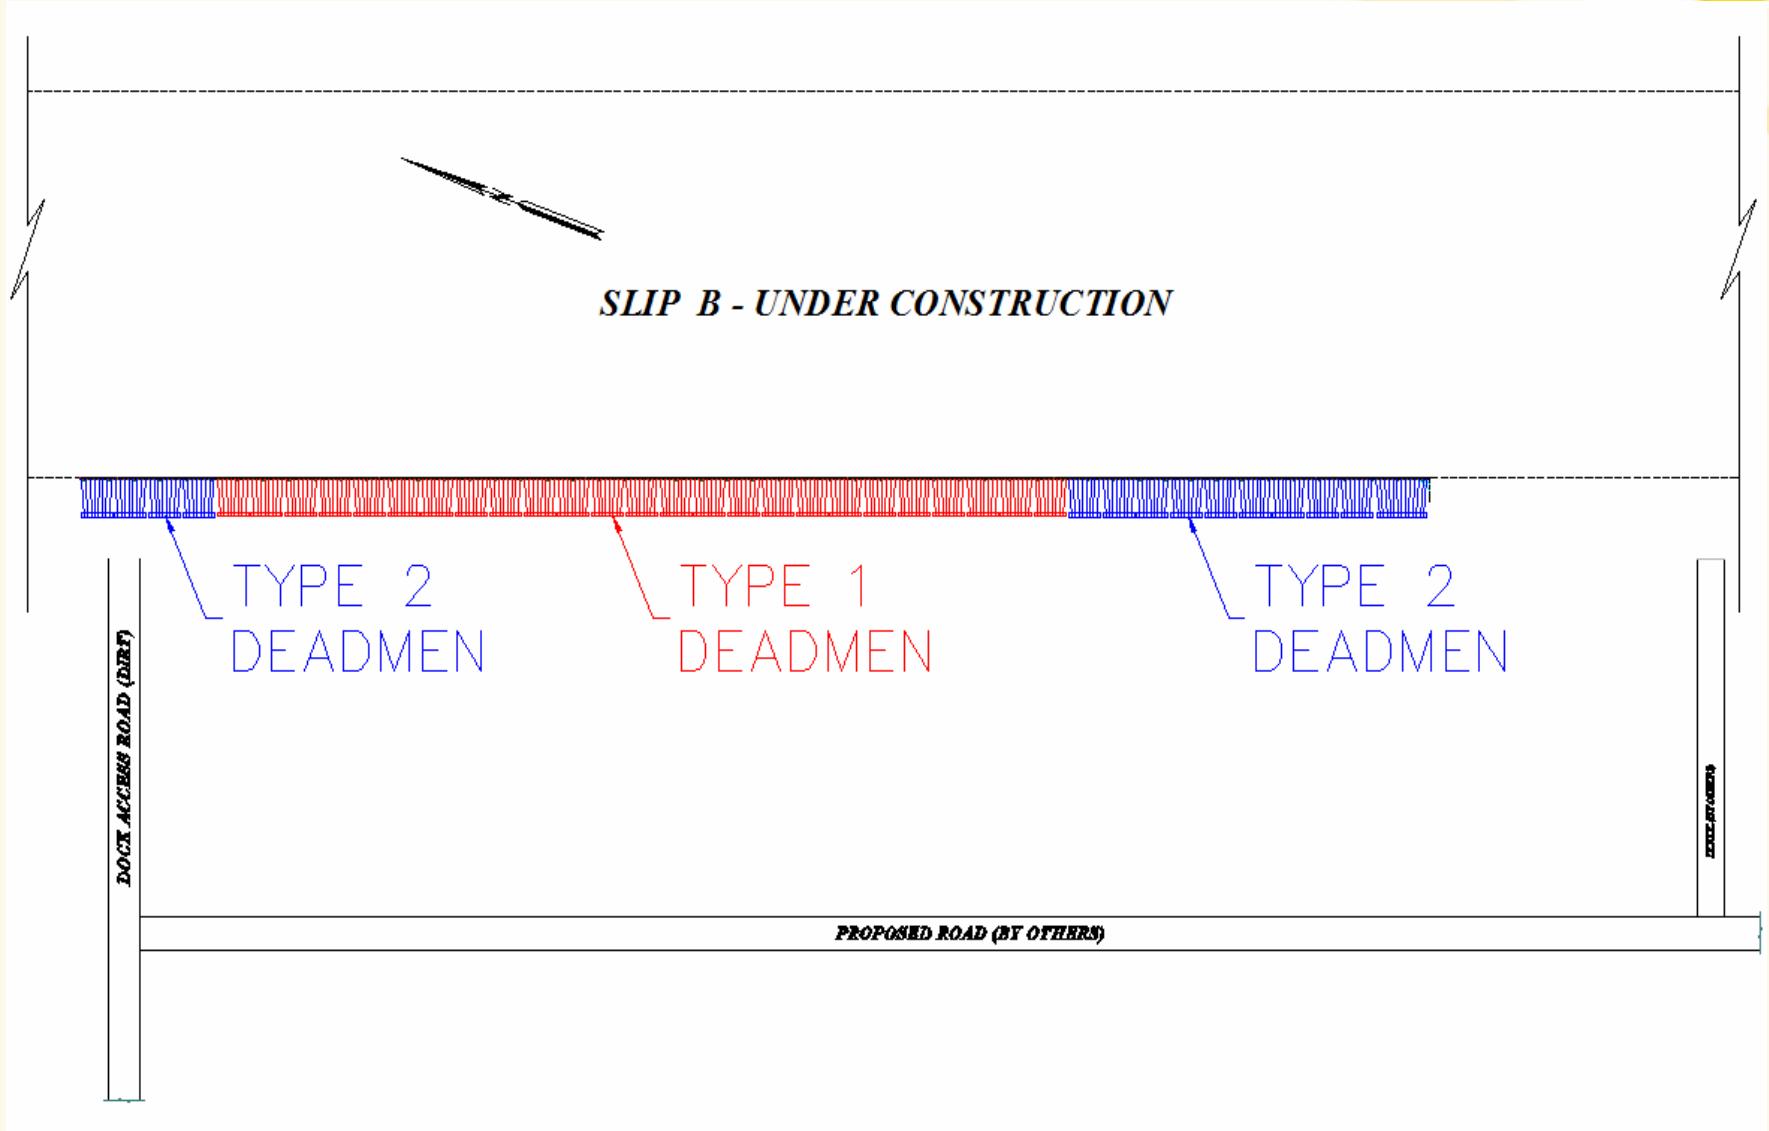 SLIP B - UNDER CONSTRUCTION
TYPE 2
DEADMEN
TYPE 1
DEADMEN
TYPE 2
DEADMEN
DOCK ACCESS ROAD (DIRT)
PROPOSED ROAD (BY OTHERS)